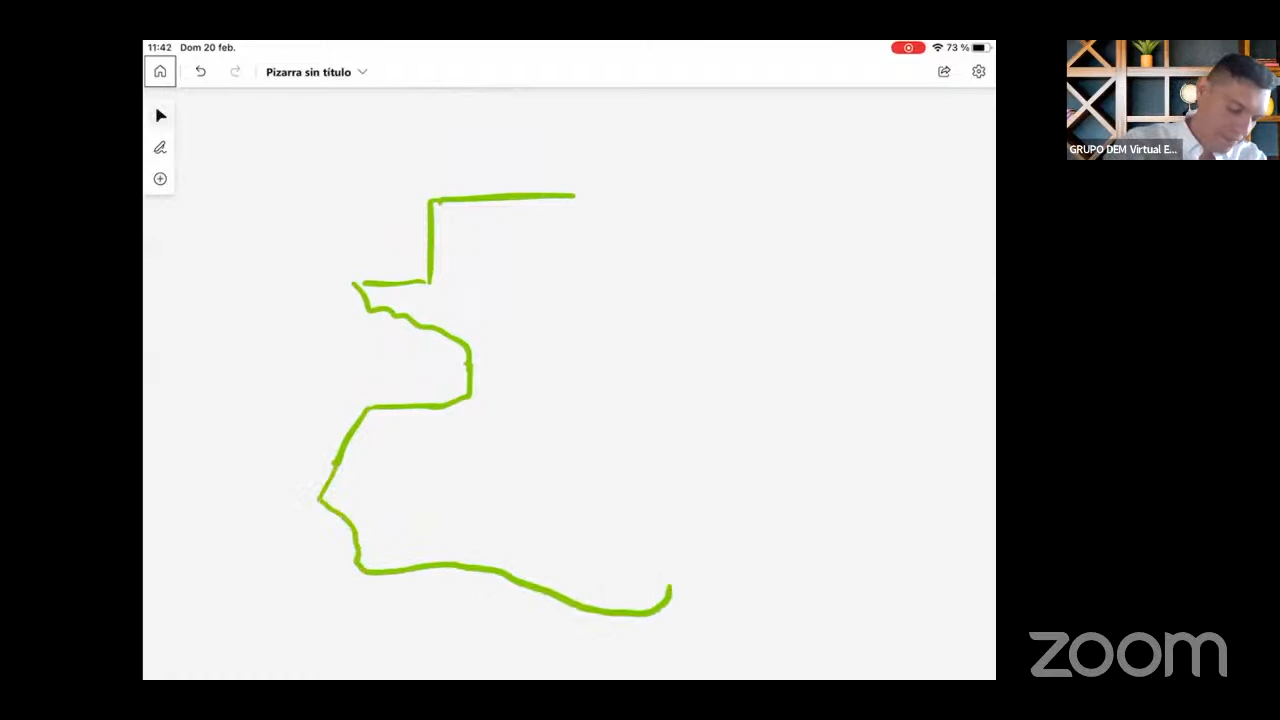 11:42 Dom 20 feb. 73 %
Pizarra sin título
GRUPO DEM Virtual E...
zoom